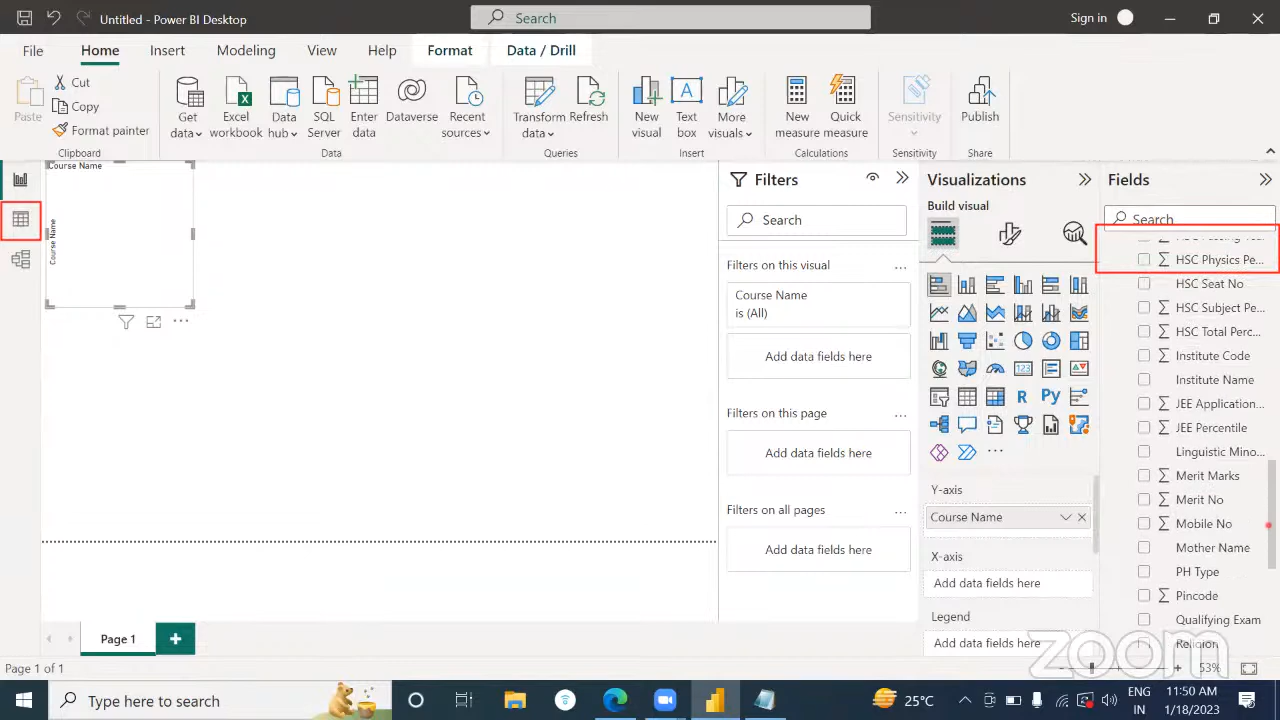 Untitled - Power BI Desktop
Search
Sign in
File
Home
Insert
Modeling
View
Help
Format
Data / Drill
Paste
Cut
Copy
Format painter
Clipboard
Get
data
Excel
workbook
Data
hub
SQL
Server
Enter
data
Dataverse
Recent
sources
Data
Transform
data
Refresh
Queries
New
visual
Text
box
More
visuals
Insert
New
measure
Quick
measure
Calculations
Sensitivity
Sensitivity
Publish
Share
Course Name
Course Name
Filters
Search
Filters on this visual
Course Name
is (All)
Add data fields here
Filters on this page
Add data fields here
Filters on all pages
Add data fields here
Visualizations
Build visual
123
R
Py
Y-axis
Course Name
X-axis
Add data fields here
Legend
Add data fields here
Fields
Search
HSC Physics Pe...
HSC Seat No
HSC Subject Pe...
HSC Total Perc...
Institute Code
Institute Name
JEE Application...
JEE Percentile
Linguistic Mino...
Merit Marks
Merit No
Mobile No
Mother Name
PH Type
Pincode
Qualifying Exam
Religion
Page 1
Page 1 of 1
53%
zoom
Type here to search
25°C
ENG
IN
11:50 AM
1/18/2023